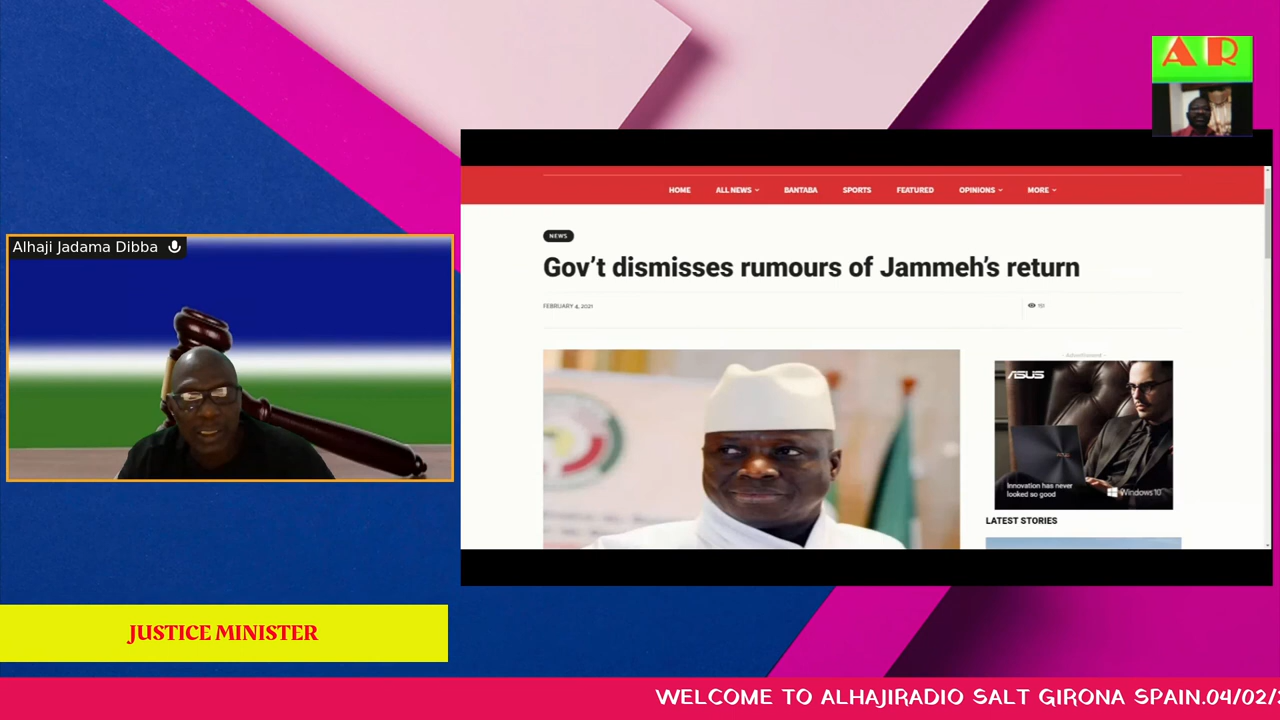 A R
Alhaji Jadama Dibba
HOME ALL NEWS BANTABA SPORTS FEATURED OPINIONS MORE
NEWS
Gov't dismisses rumours of Jammeh's return
FEBRUARY 4, 2021
151
- Advertisement -
ASUS
Innovation has never
looked so good
Windows 10
LATEST STORIES
JUSTICE MINISTER
WELCOME TO ALHAJIRADIO SALT GIRONA SPAIN.04/02/